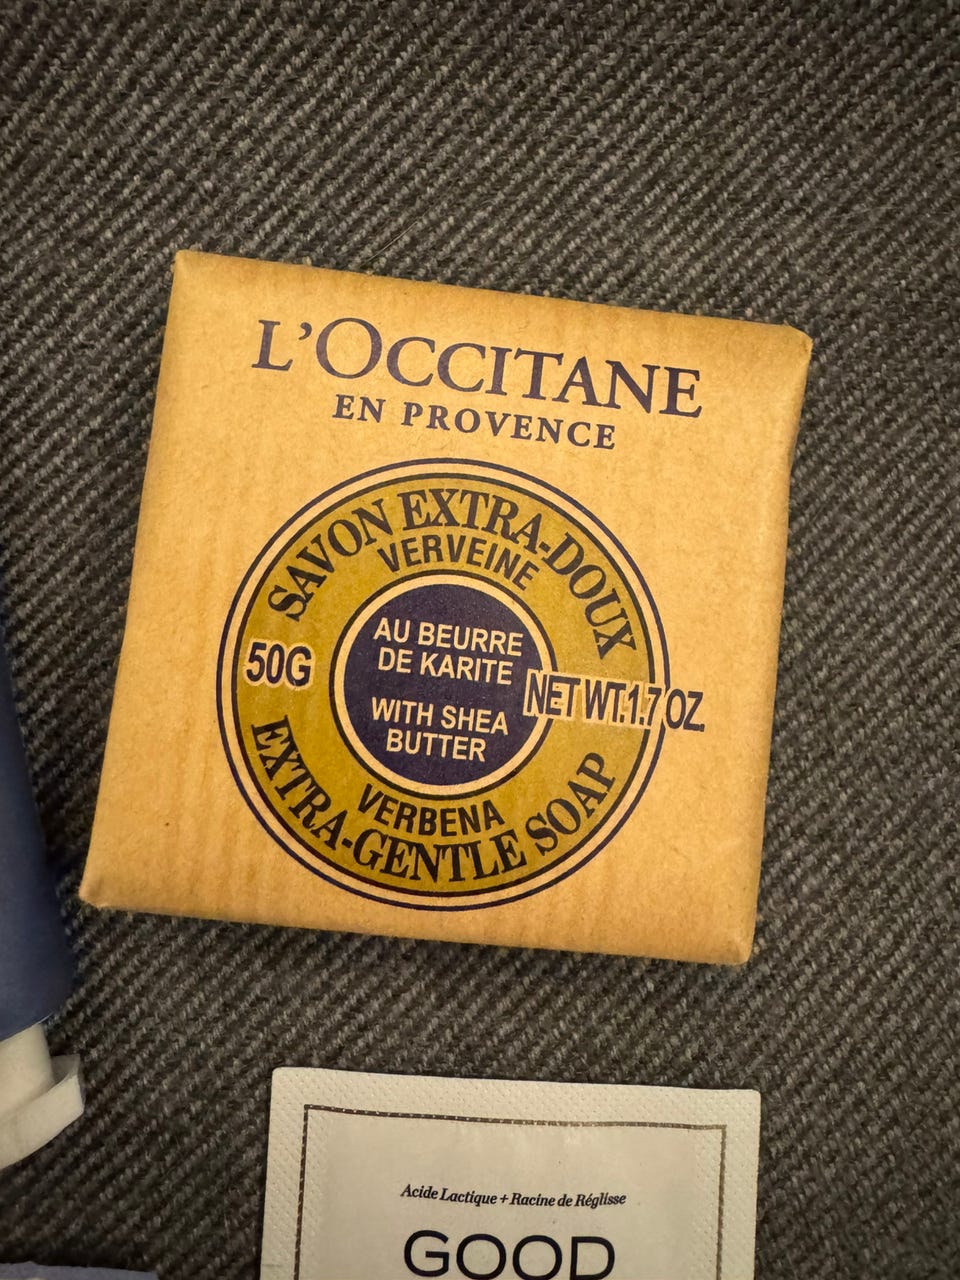 L'OCCITANE
EN PROVENCE
SAVON EXTRA-DOUX
VERVEINE
50G
AU BEURRE
DE KARITE
WITH SHEA
BUTTER
NET WT.1.7 OZ.
VERBENA
EXTRA-GENTLE SOAP
Acide Lactique + Racine de Réglisse
GOOD